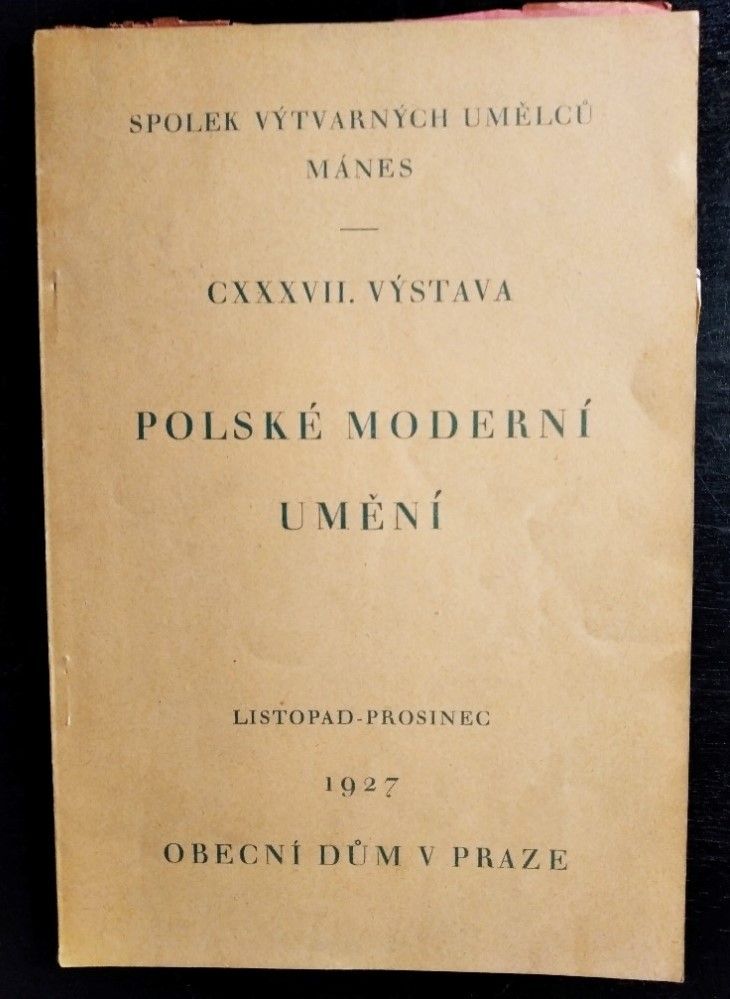 SPOLEK VÝTVARNÝCH UMĚLCŮ
MÁNES
CXXXVII. VÝSTAVA
POLSKÉ MODERNÍ
UMĚNÍ
LISTOPAD-PROSINEC
1927
OBECNÍ DŮM V PRAZE